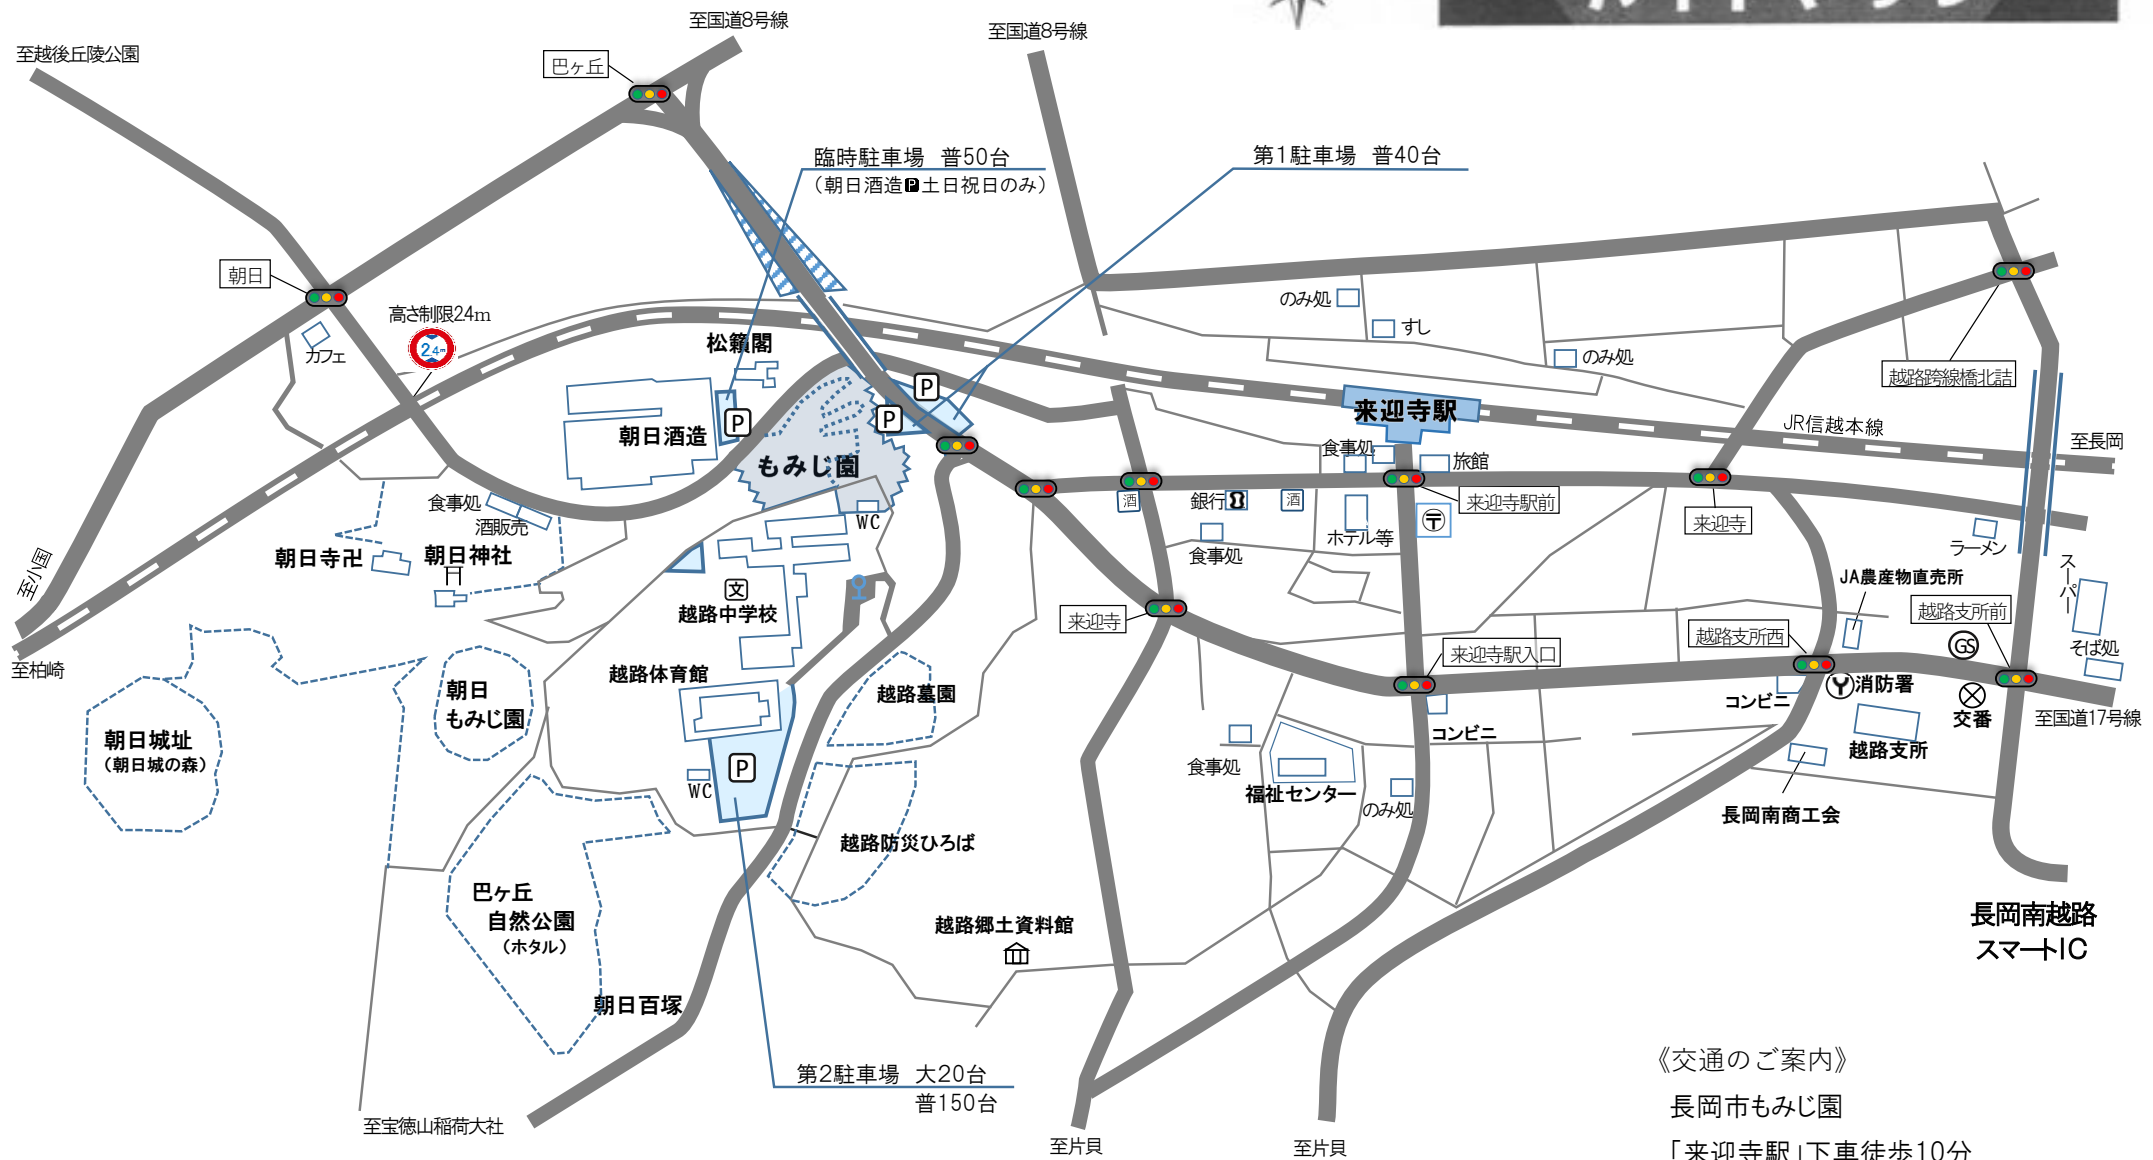 至国道8号線
至国道8号線
至越後丘陵公園
巴ヶ丘
臨時駐車場 普50台
(朝日酒造P土日祝日のみ)
第1駐車場 普40台
朝日
高さ制限2.4m
2.4m
カフェ
松籟閣
のみ処
すし
のみ処
越路跨線橋北詰
P
P
P
来迎寺駅
JR信越本線
至長岡
朝日酒造
もみじ園
食事処
旅館
食事処
酒販売
WC
酒
銀行
酒
来迎寺駅前
〒
来迎寺
ホテル等
食事処
ラーメン
スーパー
至小国
朝日寺卍
朝日神社
文
越路中学校
来迎寺
JA農産物直売所
越路支所前
越路支所西
GS
そば処
至柏崎
越路体育館
来迎寺駅入口
朝日
もみじ園
越路墓園
消防署
コンビニ
交番
至国道17号線
朝日城址
(朝日城の森)
コンビニ
越路支所
P
WC
食事処
福祉センター
のみ処
長岡南商工会
越路防災ひろば
巴ヶ丘
自然公園
(ホタル)
越路郷土資料館
長岡南越路
スマートIC
朝日百塚
第2駐車場 大20台
普150台
至宝徳山稲荷大社
至片貝
至片貝
《交通のご案内》
長岡市もみじ園
「来迎寺駅」下車徒歩10分